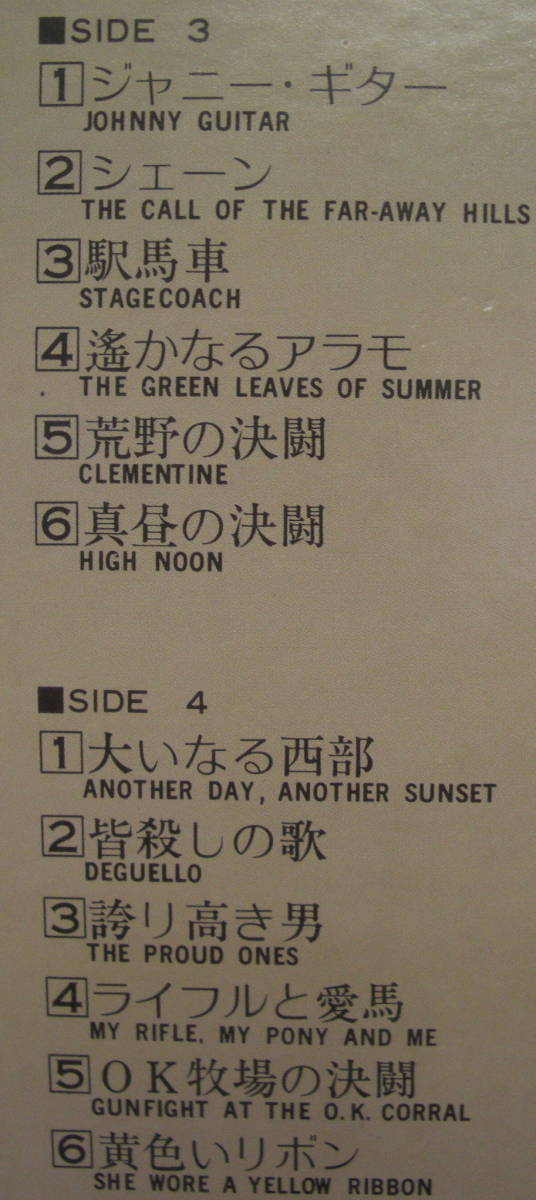 ■SIDE 3
1 ジャニー・ギター
JOHNNY GUITAR
2 シェーン
THE CALL OF THE FAR-AWAY HILLS
3 駅馬車
STAGECOACH
4 遙かなるアラモ
THE GREEN LEAVES OF SUMMER
5 荒野の決闘
CLEMENTINE
6 真昼の決闘
HIGH NOON
■SIDE 4
1 大いなる西部
ANOTHER DAY, ANOTHER SUNSET
2 皆殺しの歌
DEGUELLO
3 誇り高き男
THE PROUD ONES
4 ライフルと愛馬
MY RIFLE, MY PONY AND ME
5 OK牧場の決闘
GUNFIGHT AT THE O.K. CORRAL
6 黄色いリボン
SHE WORE A YELLOW RIBBON